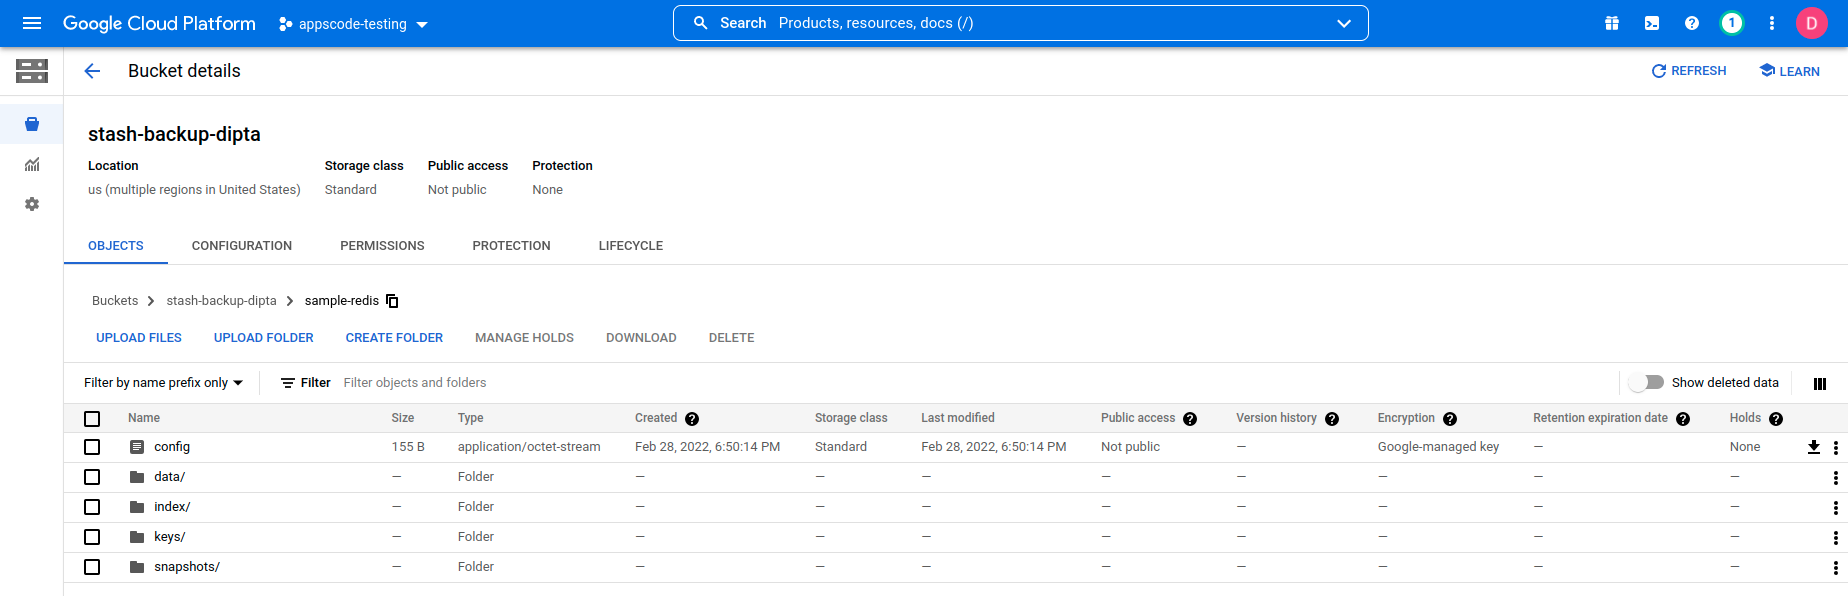 Google Cloud Platform appscode-testing Search Products, resources, docs (/) 1 D
Bucket details REFRESH LEARN
stash-backup-dipta
Location Storage class Public access Protection
us (multiple regions in United States) Standard Not public None
OBJECTS CONFIGURATION PERMISSIONS PROTECTION LIFECYCLE
Buckets > stash-backup-dipta > sample-redis
UPLOAD FILES UPLOAD FOLDER CREATE FOLDER MANAGE HOLDS DOWNLOAD DELETE
Filter by name prefix only Filter Filter objects and folders Show deleted data
Name Size Type Created Storage class Last modified Public access Version history Encryption Retention expiration date Holds
config 155 B application/octet-stream Feb 28, 2022, 6:50:14 PM Standard Feb 28, 2022, 6:50:14 PM Not public — Google-managed key — None
data/ — Folder — — — — — — — —
index/ — Folder — — — — — — — —
keys/ — Folder — — — — — — — —
snapshots/ — Folder — — — — — — — —